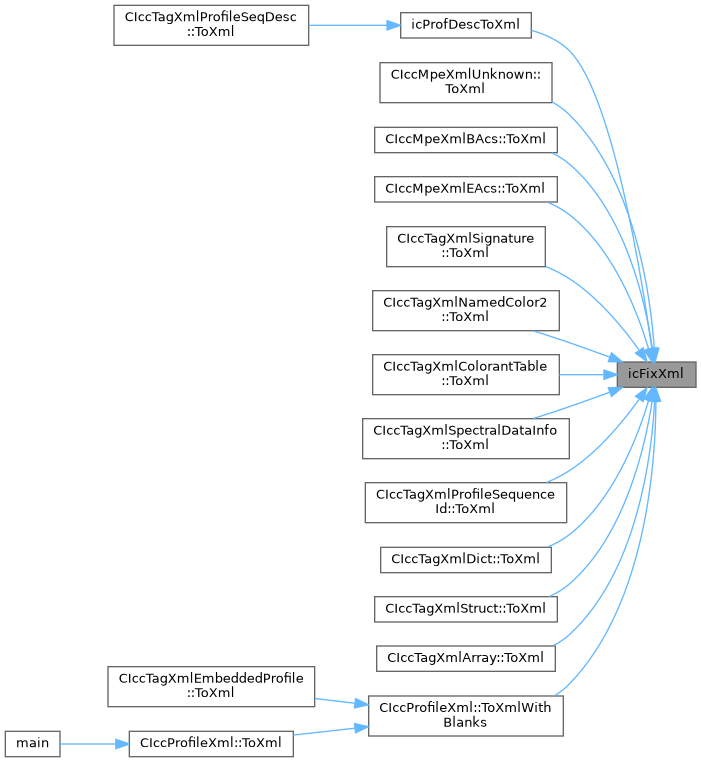 CIccTagXmlProfileSeqDesc
::ToXml
icProfDescToXml
CIccMpeXmlUnknown::
ToXml
CIccMpeXmlBAcs::ToXml
CIccMpeXmlEAcs::ToXml
CIccTagXmlSignature
::ToXml
CIccTagXmlNamedColor2
::ToXml
icFixXml
CIccTagXmlColorantTable
::ToXml
CIccTagXmlSpectralDataInfo
::ToXml
CIccTagXmlProfileSequence
Id::ToXml
CIccTagXmlDict::ToXml
CIccTagXmlStruct::ToXml
CIccTagXmlArray::ToXml
CIccTagXmlEmbeddedProfile
::ToXml
CIccProfileXml::ToXmlWith
Blanks
main
CIccProfileXml::ToXml